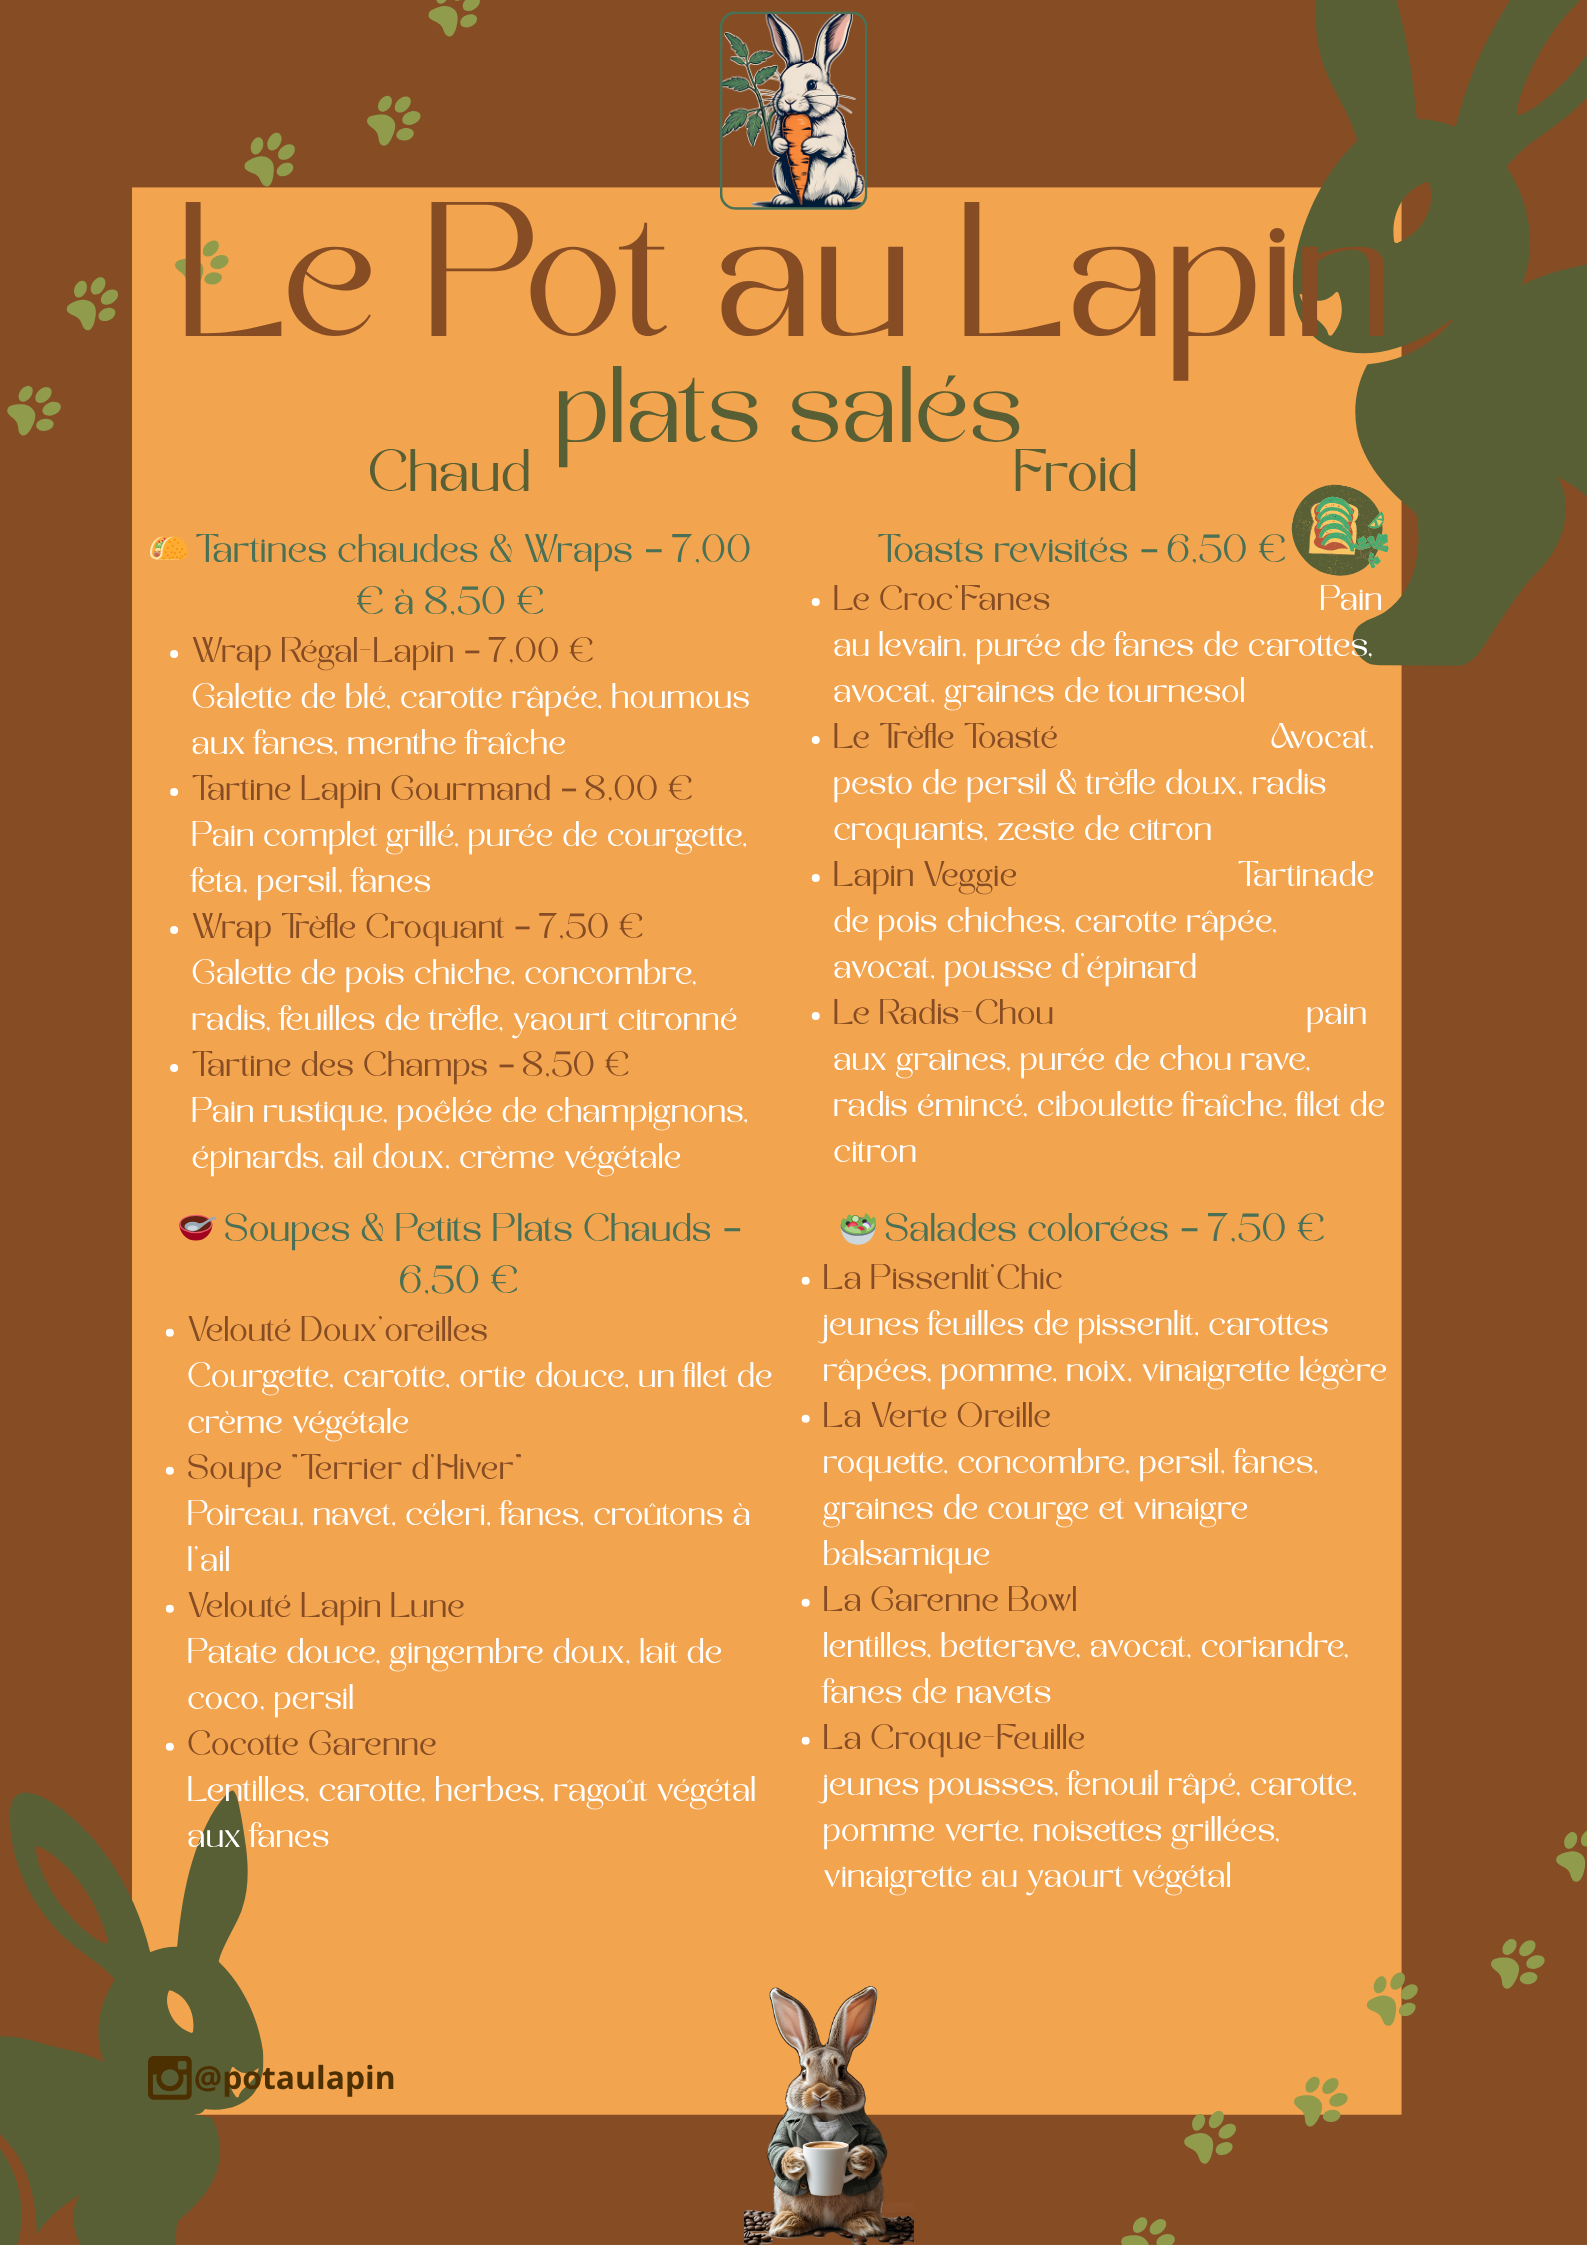 Le Pot au Lapin
plats salés
Chaud
🌮 Tartines chaudes & Wraps – 7,00
€ à 8,50 €
• Wrap Régal-Lapin – 7,00 €
Galette de blé, carotte râpée, houmous
aux fanes, menthe fraîche
• Tartine Lapin Gourmand – 8,00 €
Pain complet grillé, purée de courgette,
feta, persil, fanes
• Wrap Trèfle Croquant – 7,50 €
Galette de pois chiche, concombre,
radis, feuilles de trèfle, yaourt citronné
• Tartine des Champs – 8,50 €
Pain rustique, poêlée de champignons,
épinards, ail doux, crème végétale
🥣 Soupes & Petits Plats Chauds –
6,50 €
• Velouté Doux'oreilles
Courgette, carotte, ortie douce, un filet de
crème végétale
• Soupe "Terrier d'Hiver"
Poireau, navet, céleri, fanes, croûtons à
l'ail
• Velouté Lapin Lune
Patate douce, gingembre doux, lait de
coco, persil
• Cocotte Garenne
Lentilles, carotte, herbes, ragoût végétal
aux fanes
Froid
Toasts revisités – 6,50 €
• Le Croc'Fanes Pain
au levain, purée de fanes de carottes,
avocat, graines de tournesol
• Le Trèfle Toasté Avocat,
pesto de persil & trèfle doux, radis
croquants, zeste de citron
• Lapin Veggie Tartinade
de pois chiches, carotte râpée,
avocat, pousse d'épinard
• Le Radis-Chou pain
aux graines, purée de chou rave,
radis émincé, ciboulette fraîche, filet de
citron
🥗 Salades colorées – 7,50 €
• La Pissenlit'Chic
jeunes feuilles de pissenlit, carottes
râpées, pomme, noix, vinaigrette légère
• La Verte Oreille
roquette, concombre, persil, fanes,
graines de courge et vinaigre
balsamique
• La Garenne Bowl
lentilles, betterave, avocat, coriandre,
fanes de navets
• La Croque-Feuille
jeunes pousses, fenouil râpé, carotte,
pomme verte, noisettes grillées,
vinaigrette au yaourt végétal
@potaulapin